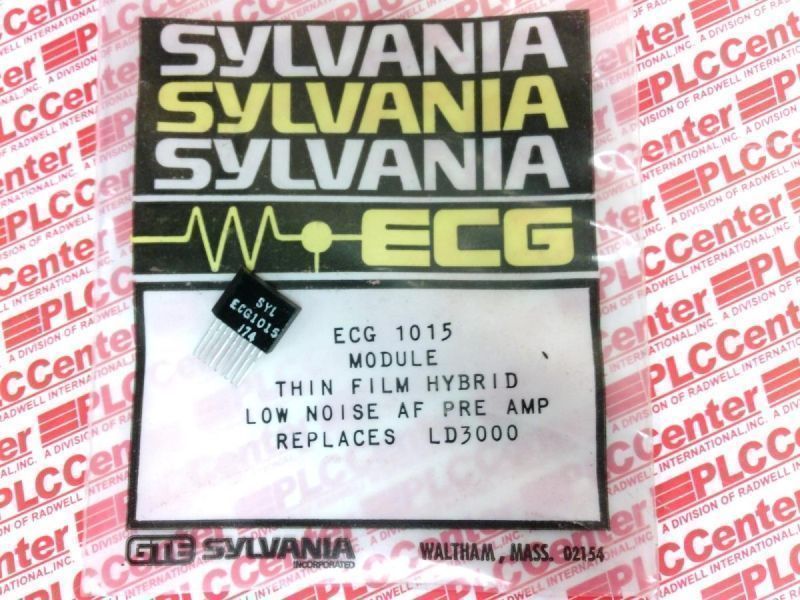 SYLVANIA
SYLVANIA
SYLVANIA
ECG
SYL
ECG1015
174
ECG 1015
MODULE
THIN FILM HYBRID
LOW NOISE AF PRE AMP
REPLACES LD3000
GTE SYLVANIA
INCORPORATED
WALTHAM, MASS. 02154
PLCCenter
A DIVISION OF RADWELL INTERNATIONAL, INC.